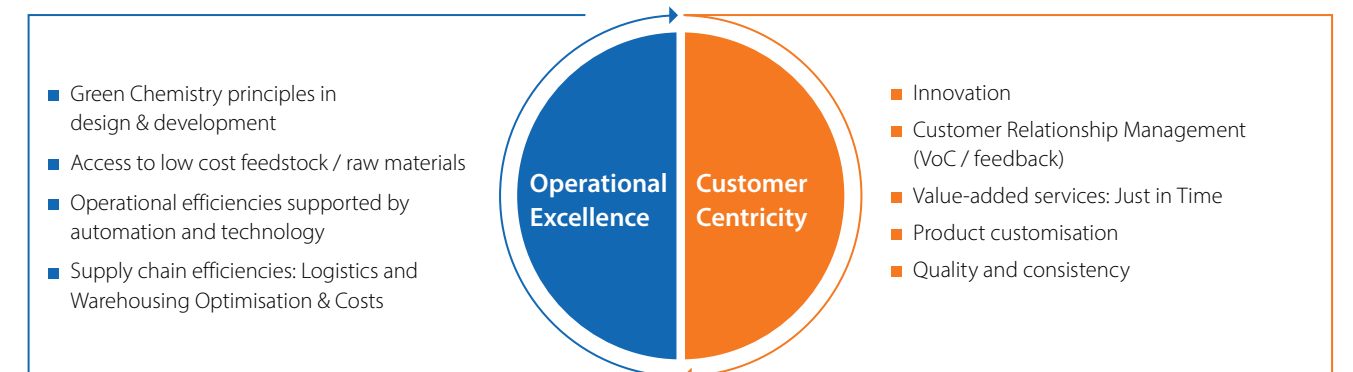 Green Chemistry principles in
design & development
Access to low cost feedstock / raw materials
Operational efficiencies supported by
automation and technology
Supply chain efficiencies: Logistics and
Warehousing Optimisation & Costs
Operational
Excellence
Customer
Centricity
Innovation
Customer Relationship Management
(VoC / feedback)
Value-added services: Just in Time
Product customisation
Quality and consistency